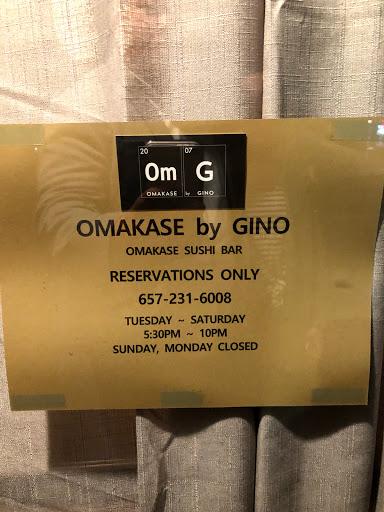 20 07
Om G
OMAKASE by GINO
OMAKASE by GINO
OMAKASE SUSHI BAR
RESERVATIONS ONLY
657-231-6008
TUESDAY ~ SATURDAY
5:30PM ~ 10PM
SUNDAY, MONDAY CLOSED